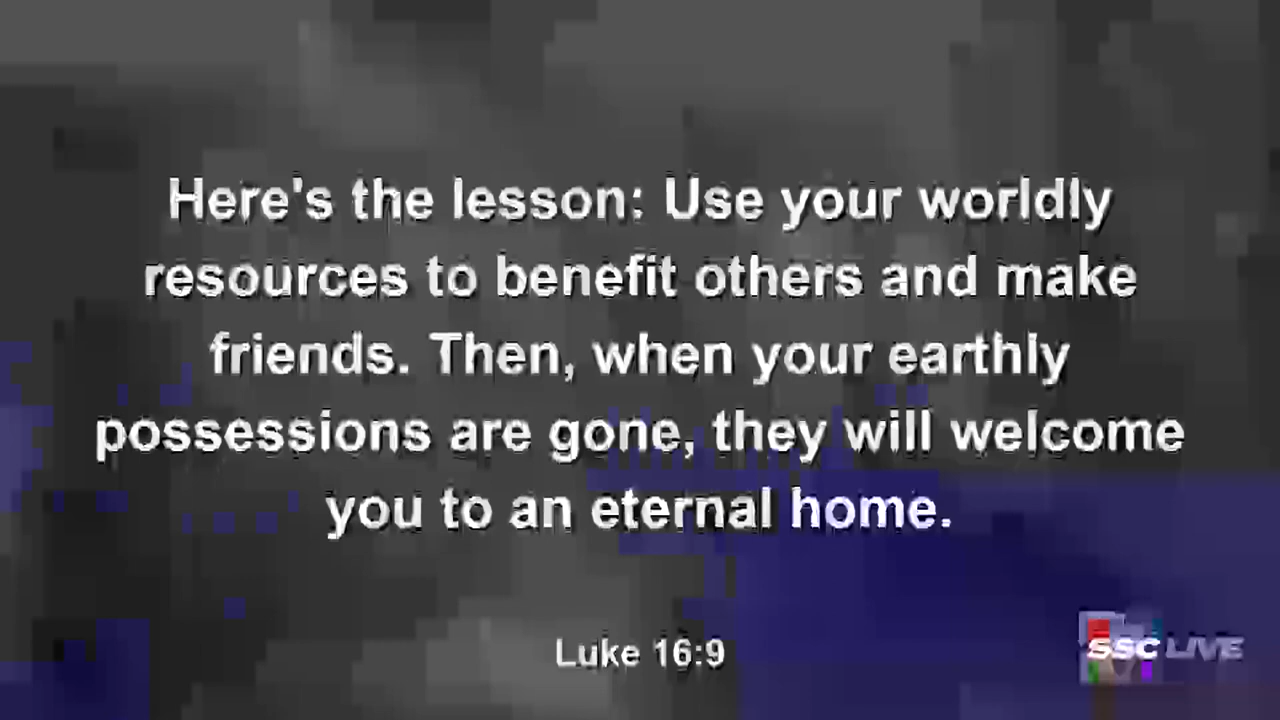 Here's the lesson: Use your worldly
resources to benefit others and make
friends. Then, when your earthly
possessions are gone, they will welcome
you to an eternal home.
Luke 16:9
SSC LIVE